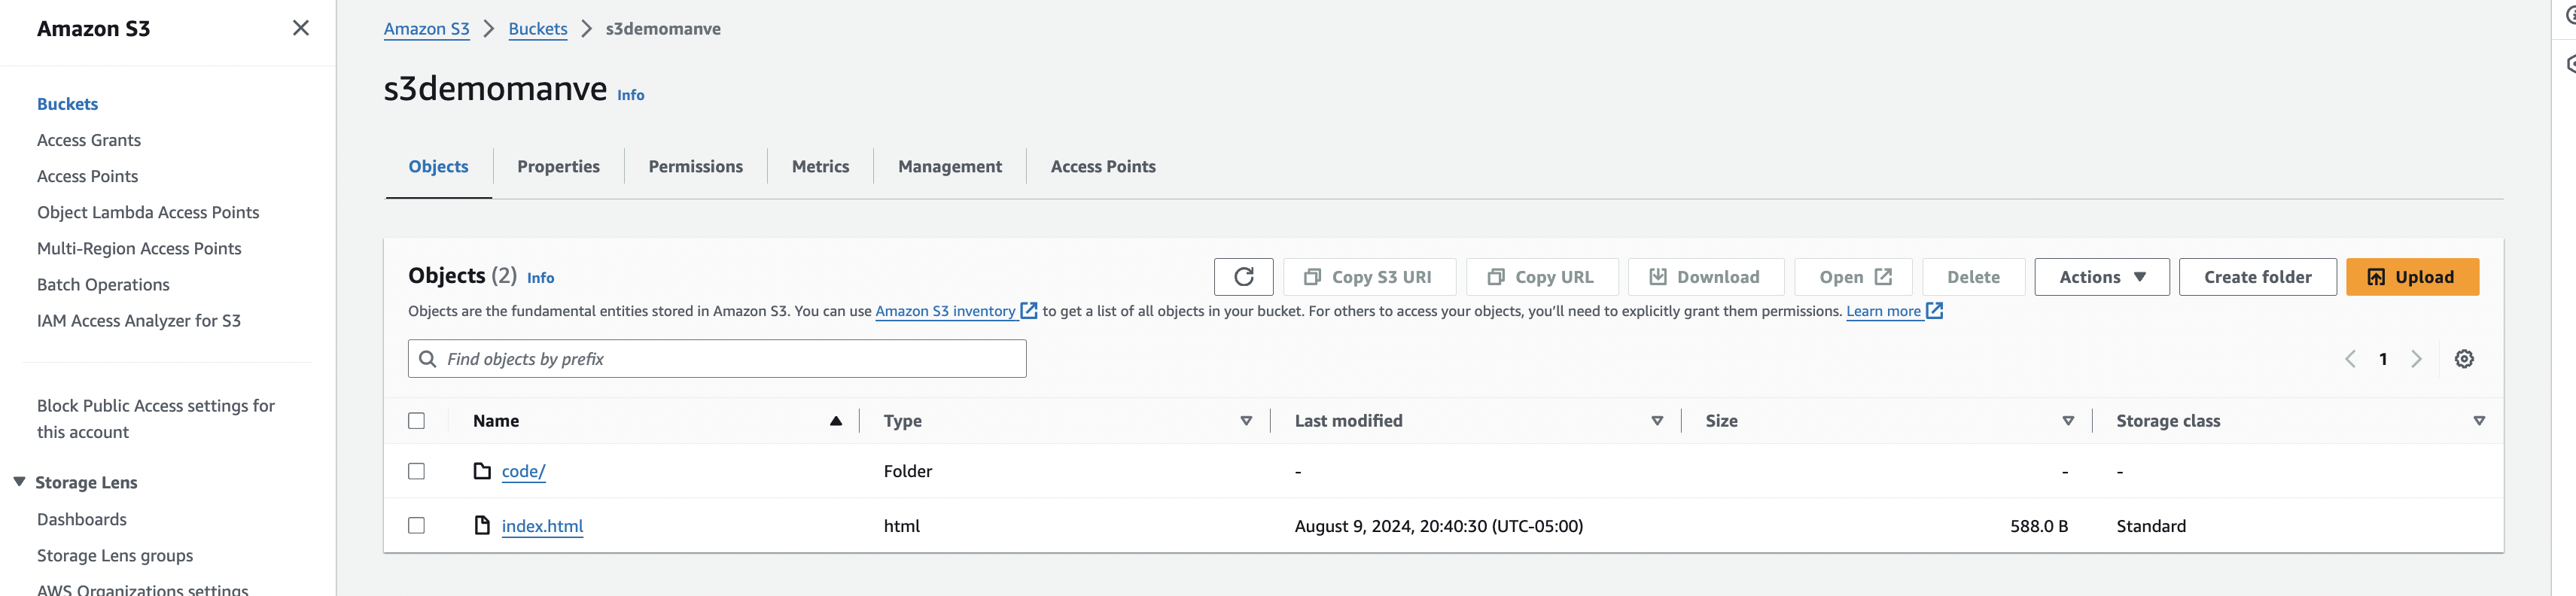 Amazon S3
Buckets
Access Grants
Access Points
Object Lambda Access Points
Multi-Region Access Points
Batch Operations
IAM Access Analyzer for S3
Block Public Access settings for
this account
Storage Lens
Dashboards
Storage Lens groups
AWS Organizations settings
Amazon S3 Buckets s3demomanve
s3demomanve Info
Objects Properties Permissions Metrics Management Access Points
Objects (2) Info Copy S3 URI Copy URL Download Open Delete Actions Create folder Upload
Objects are the fundamental entities stored in Amazon S3. You can use Amazon S3 inventory to get a list of all objects in your bucket. For others to access your objects, you'll need to explicitly grant them permissions. Learn more
Find objects by prefix 1
Name Type Last modified Size Storage class
code/ Folder - - -
index.html html August 9, 2024, 20:40:30 (UTC-05:00) 588.0 B Standard